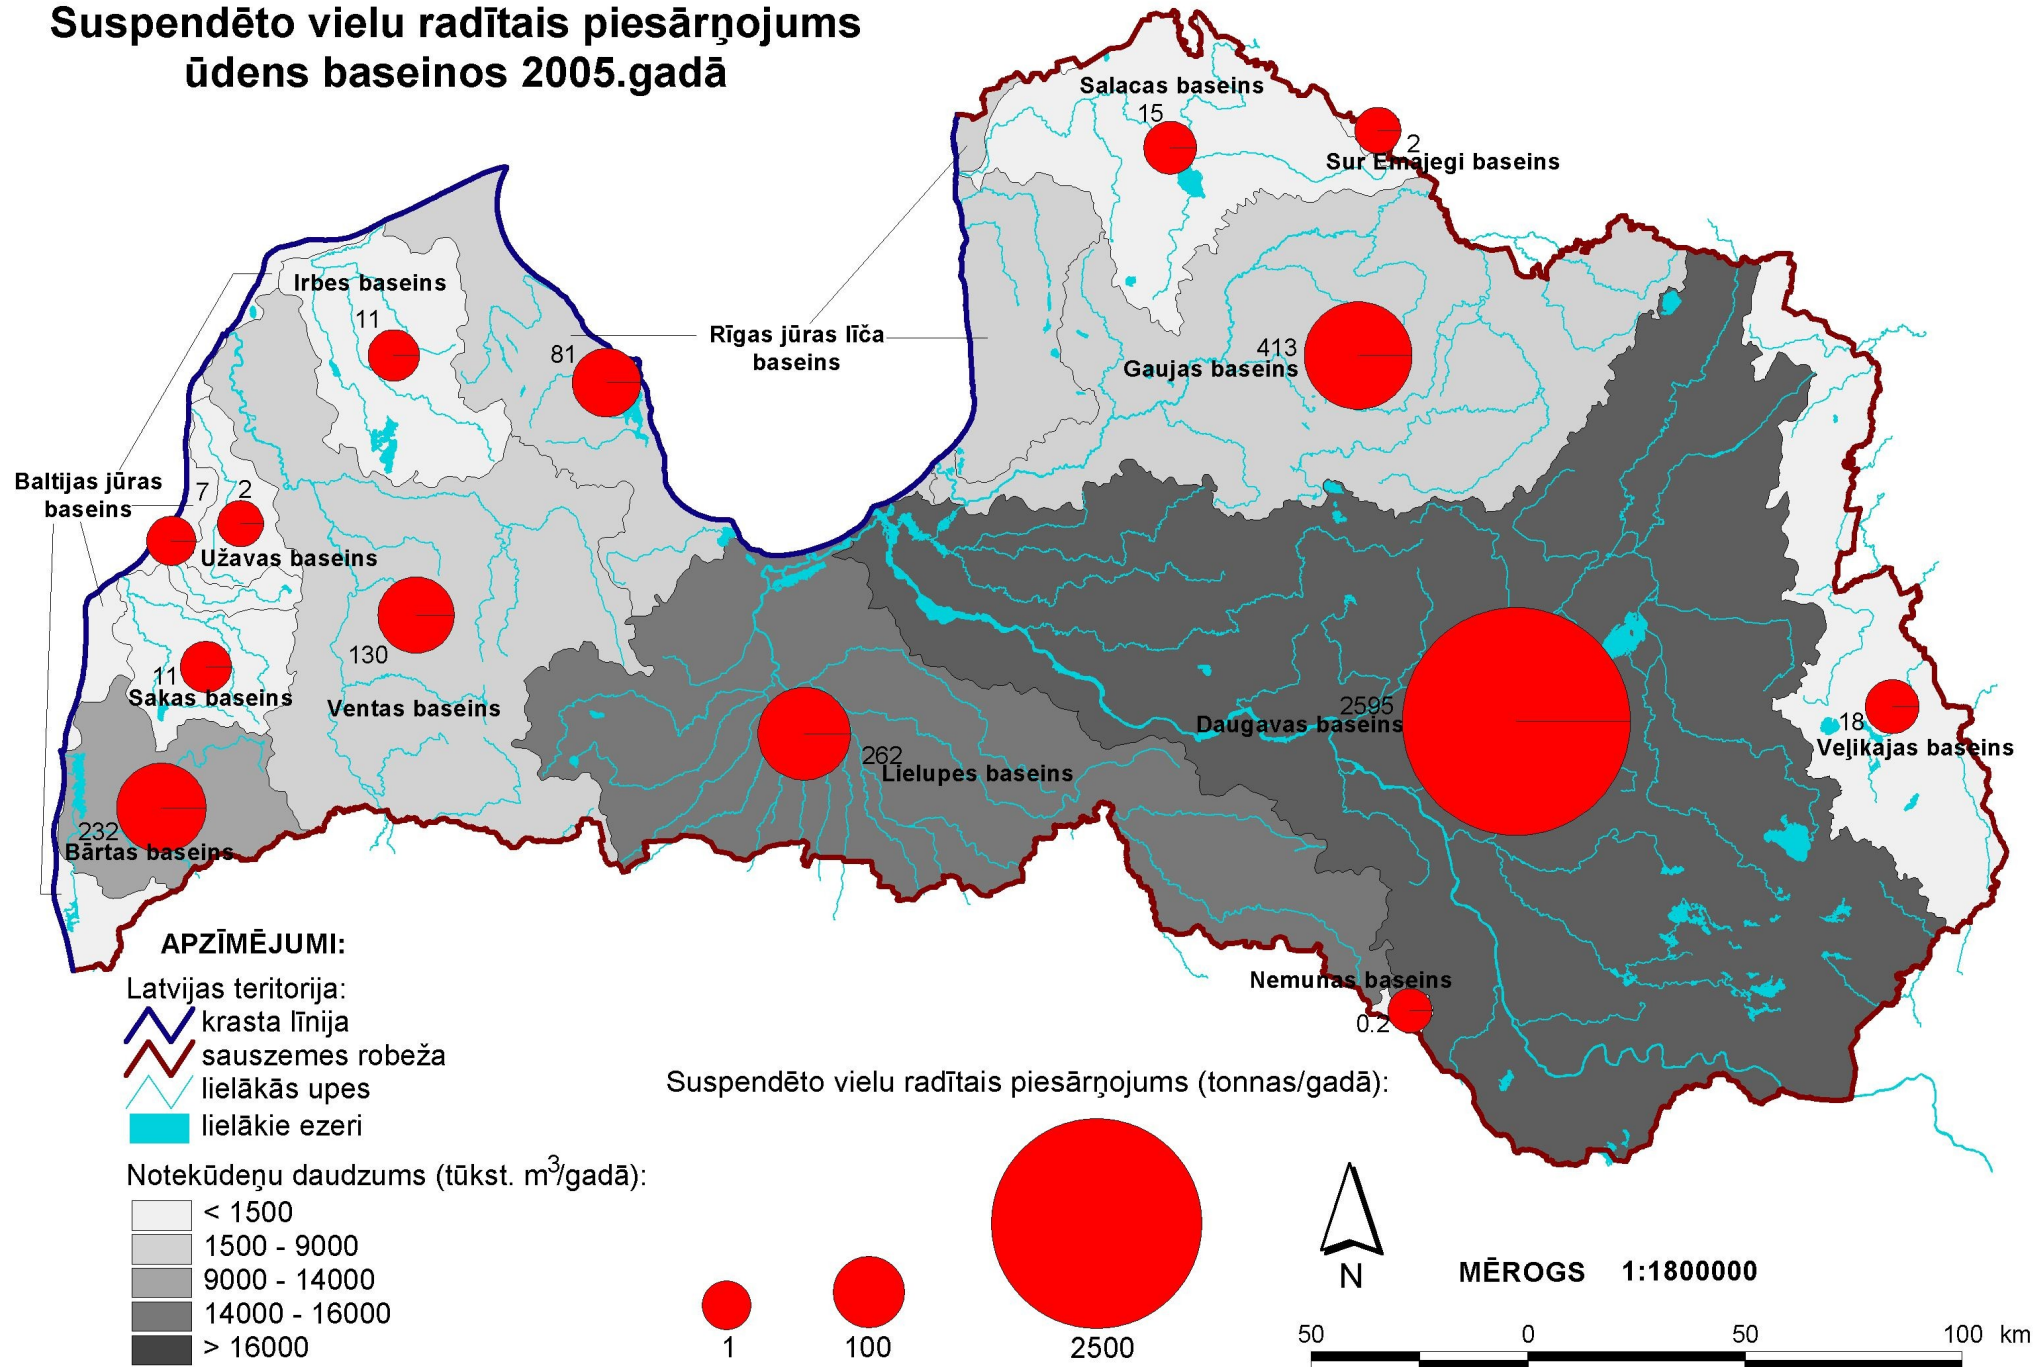 Suspendēto vielu radītais piesārņojums
ūdens baseinos 2005.gadā
Salacas baseins
15
2
Sur Emajegi baseins
Irbes baseins
11
81
Rīgas jūras līča
baseins
413
Gaujas baseins
Baltijas jūras
baseins
7
2
Užavas baseins
130
Ventas baseins
11
Sakas baseins
232
Bārtas baseins
262
Lielupes baseins
2595
Daugavas baseins
18
Veļikajas baseins
Nemunas baseins
0.2
APZĪMĒJUMI:
Latvijas teritorija:
krasta līnija
sauszemes robeža
lielākās upes
lielākie ezeri
Notekūdeņu daudzums (tūkst. m³/gadā):
< 1500
1500 - 9000
9000 - 14000
14000 - 16000
> 16000
Suspendēto vielu radītais piesārņojums (tonnas/gadā):
1
100
2500
N
MĒROGS 1:1800000
50 0 50 100 km